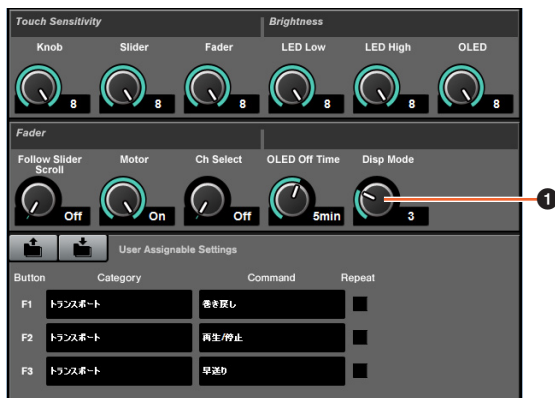 Touch Sensitivity Brightness
Knob Slider Fader LED Low LED High OLED
8 8 8 8 8 8
Fader
Follow Slider Scroll Motor Ch Select OLED Off Time Disp Mode
Off On Off 5min 3
1
User Assignable Settings
Button Category Command Repeat
F1 トランスポート 巻き戻し
F2 トランスポート 再生/停止
F3 トランスポート 早送り